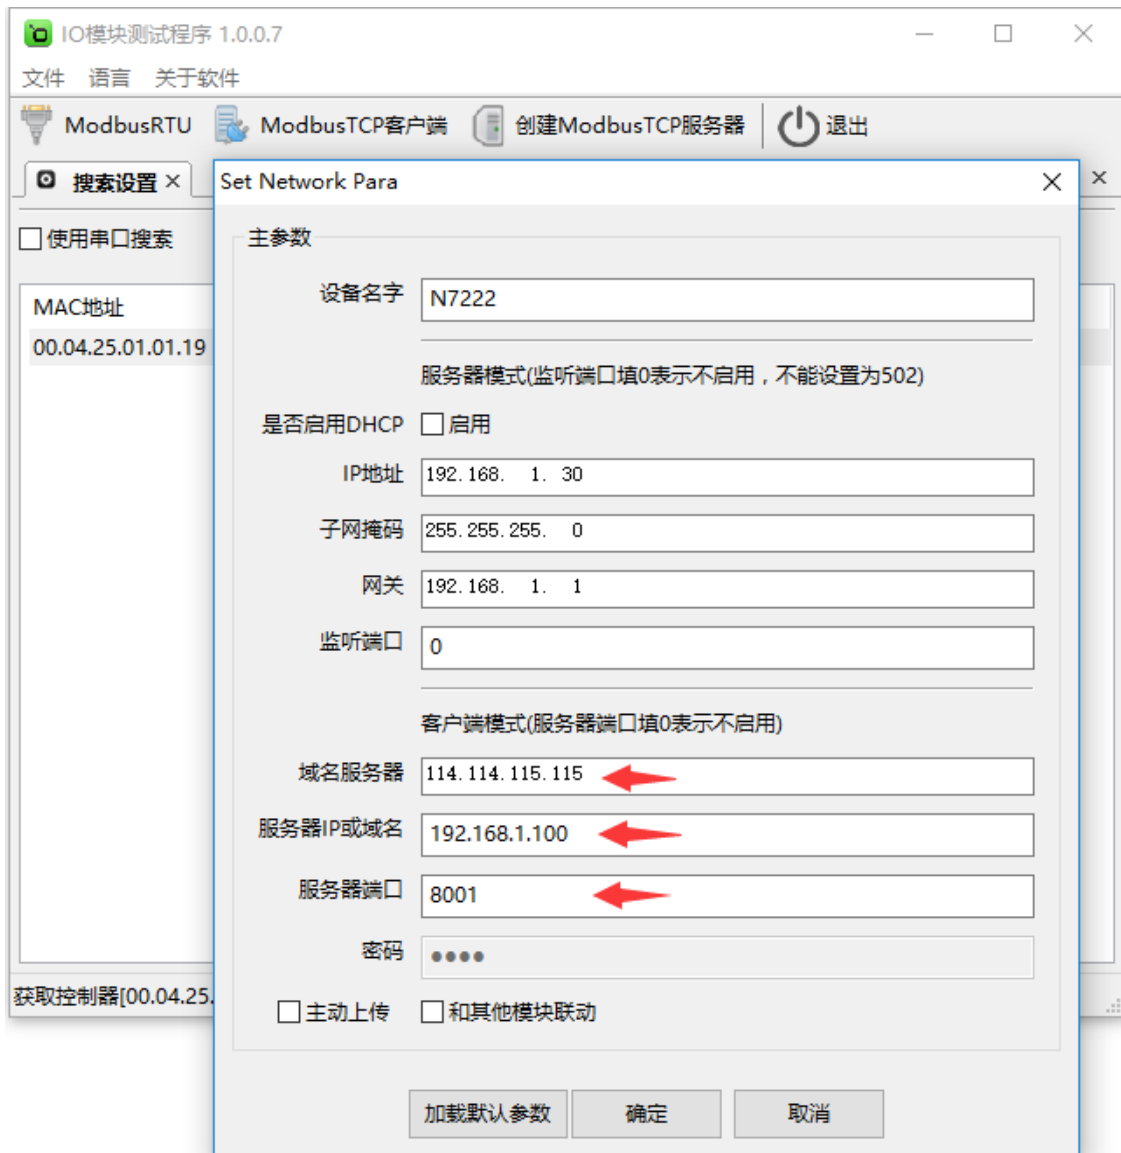 IO模块测试程序 1.0.0.7
文件 语言 关于软件
ModbusRTU ModbusTCP客户端 创建ModbusTCP服务器 退出
搜索设置
Set Network Para
使用串口搜索
主参数
设备名字 N7222
MAC地址
00.04.25.01.01.19
服务器模式(监听端口填0表示不启用，不能设置为502)
是否启用DHCP 启用
IP地址 192.168. 1. 30
子网掩码 255.255.255. 0
网关 192.168. 1. 1
监听端口 0
客户端模式(服务器端口填0表示不启用)
域名服务器 114.114.115.115
服务器IP或域名 192.168.1.100
服务器端口 8001
密码 ●●●●
获取控制器[00.04.25.
主动上传 和其他模块联动
加载默认参数 确定 取消